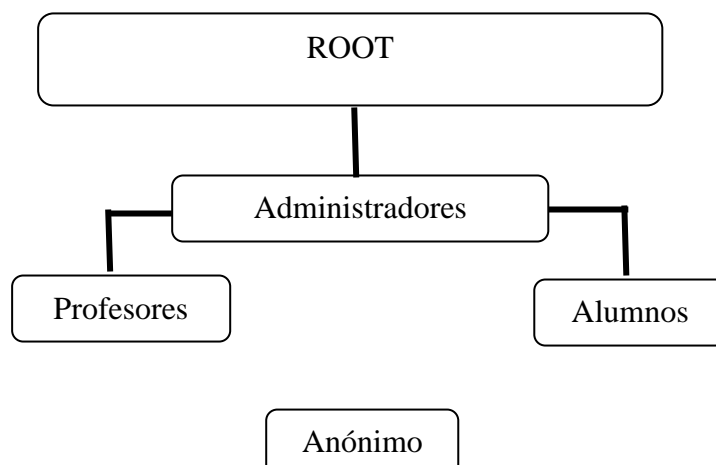 ROOT
Administradores
Profesores
Alumnos
Anónimo